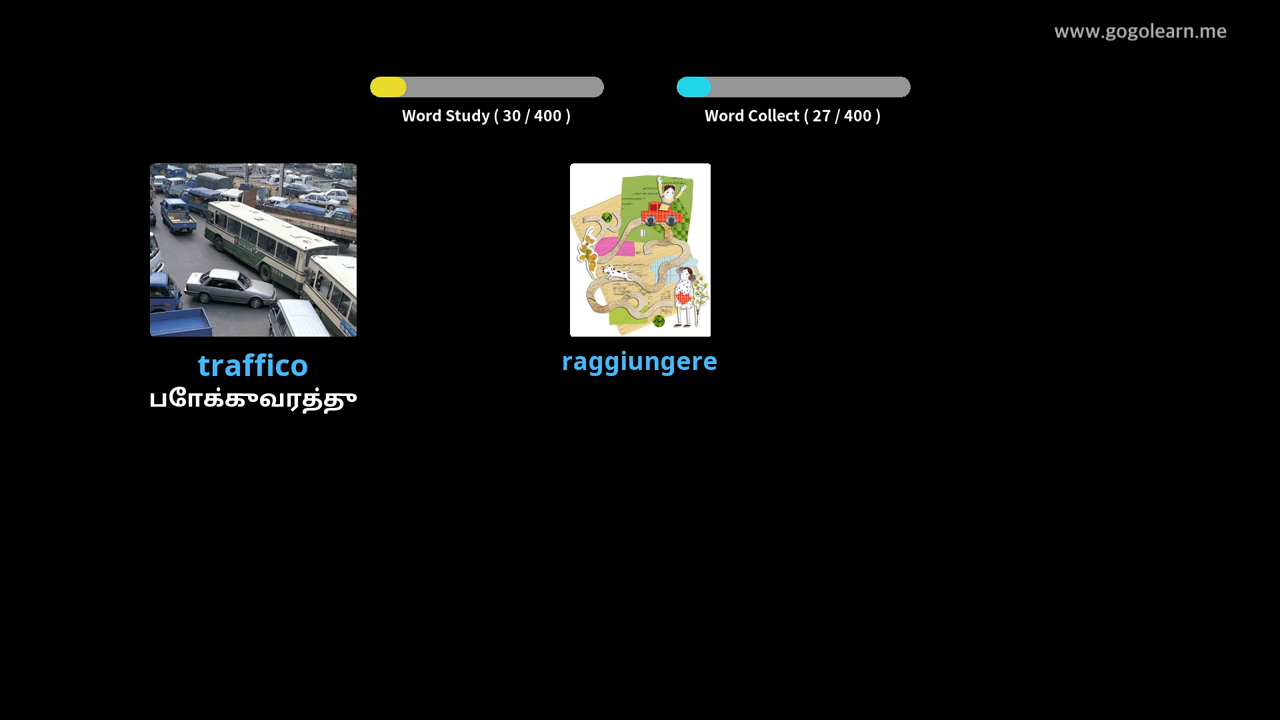 www.gogolearn.me
Word Study ( 30 / 400 )
Word Collect ( 27 / 400 )
traffico
raggiungere
போக்குவரத்து